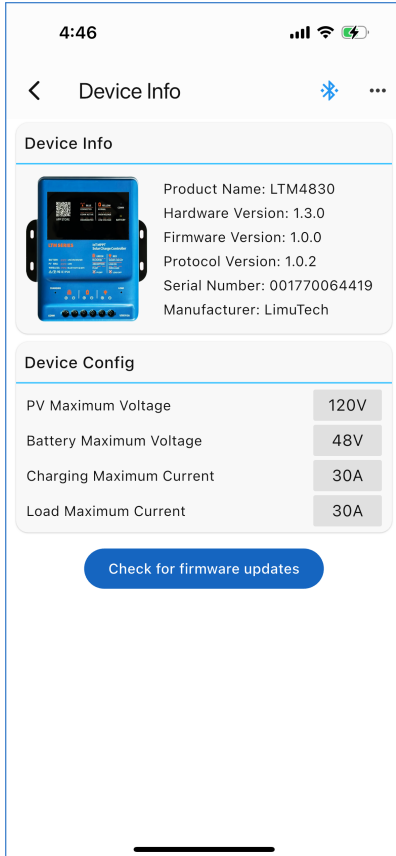 4:46
Device Info
Device Info
Product Name: LTM4830
Hardware Version: 1.3.0
Firmware Version: 1.0.0
Protocol Version: 1.0.2
Serial Number: 001770064419
Manufacturer: LimuTech
Device Config
PV Maximum Voltage 120V
Battery Maximum Voltage 48V
Charging Maximum Current 30A
Load Maximum Current 30A
Check for firmware updates